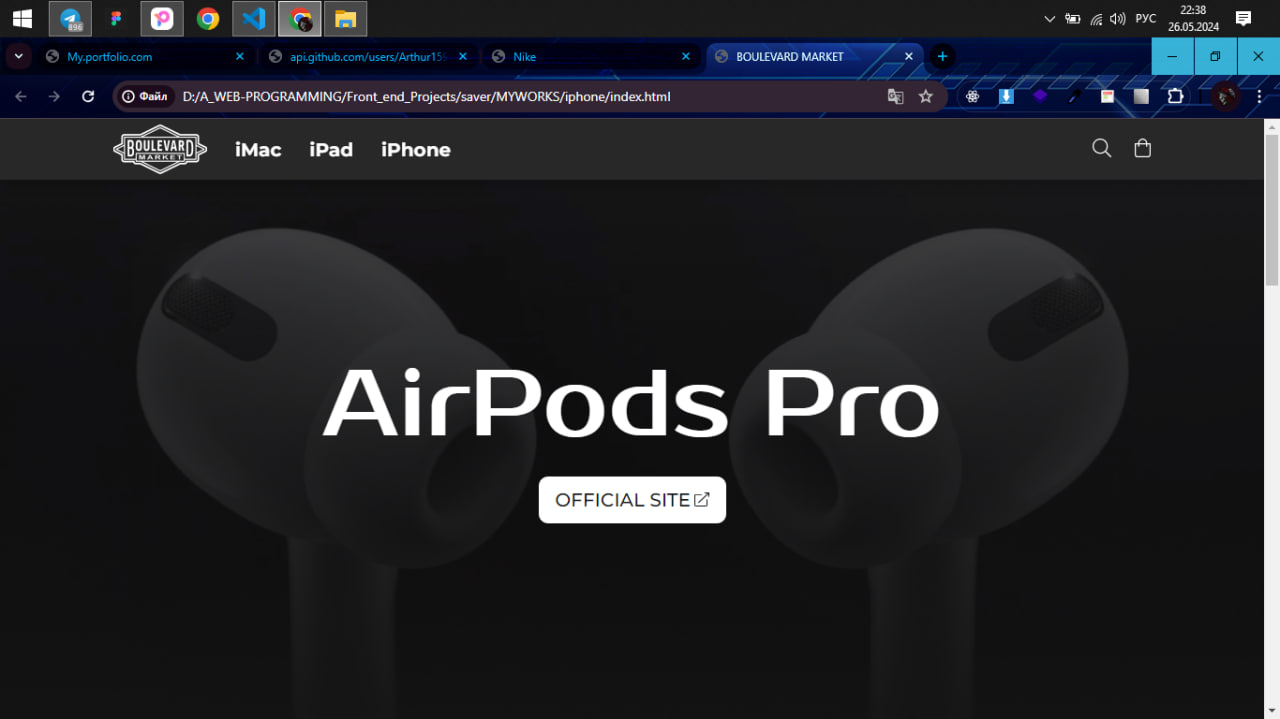 896
РУС
22:38
26.05.2024
My.portfolio.com
api.github.com/users/Arthur159
Nike
BOULEVARD MARKET
Файл
D:/A_WEB-PROGRAMMING/Front_end_Projects/saver/MYWORKS/iphone/index.html
BOULEVARD
MARKET
iMac
iPad
iPhone
AirPods Pro
OFFICIAL SITE